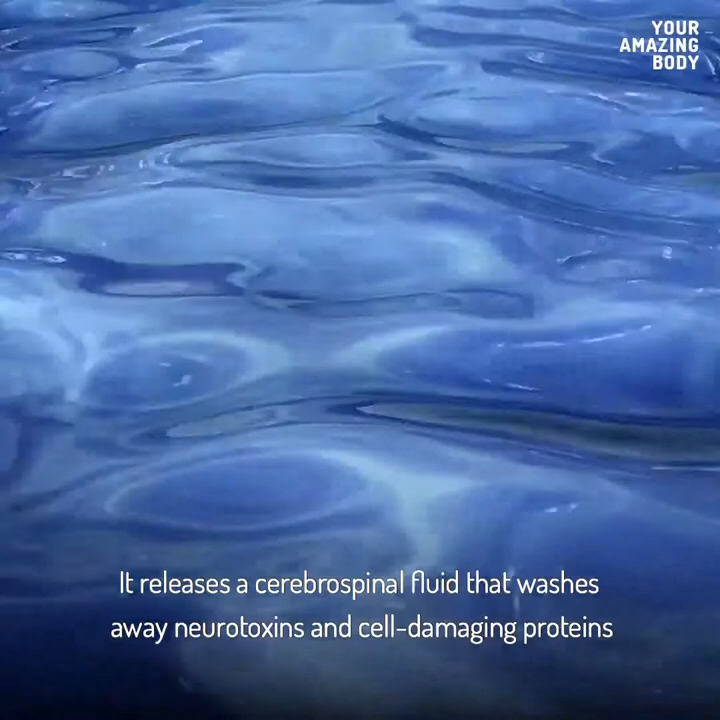 YOUR
AMAZING
BODY
It releases a cerebrospinal fluid that washes
away neurotoxins and cell-damaging proteins